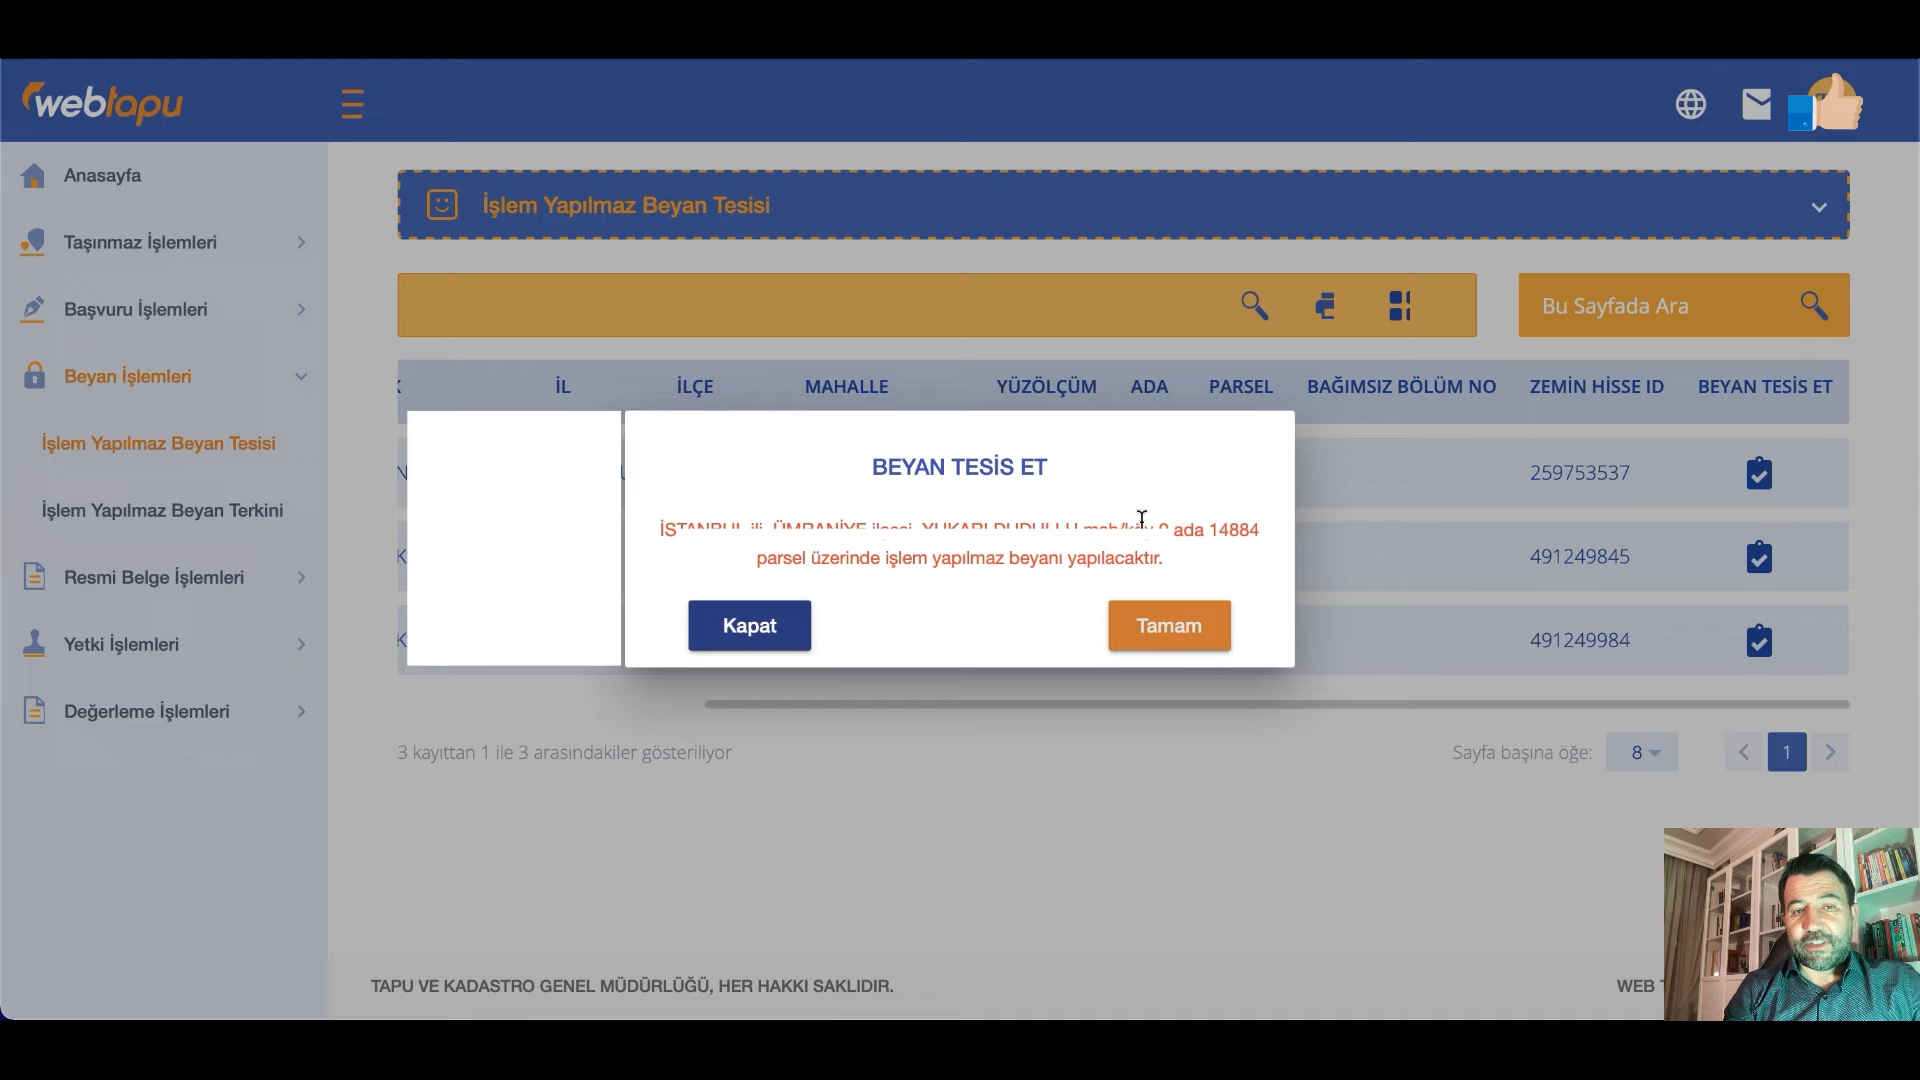 webtapu
Anasayfa
Taşınmaz İşlemleri
Başvuru İşlemleri
Beyan İşlemleri
İşlem Yapılmaz Beyan Tesisi
İşlem Yapılmaz Beyan Terkini
Resmi Belge İşlemleri
Yetki İşlemleri
Değerleme İşlemleri
İşlem Yapılmaz Beyan Tesisi
Bu Sayfada Ara
İL İLÇE MAHALLE YÜZÖLÇÜM ADA PARSEL BAĞIMSIZ BÖLÜM NO ZEMİN HİSSE ID BEYAN TESİS ET
259753537
491249845
491249984
BEYAN TESİS ET
ada 14884
parsel üzerinde işlem yapılmaz beyanı yapılacaktır.
Kapat
Tamam
3 kayıttan 1 ile 3 arasındakiler gösteriliyor
Sayfa başına öğe: 8
1
TAPU VE KADASTRO GENEL MÜDÜRLÜĞÜ, HER HAKKI SAKLIDIR.
WEB